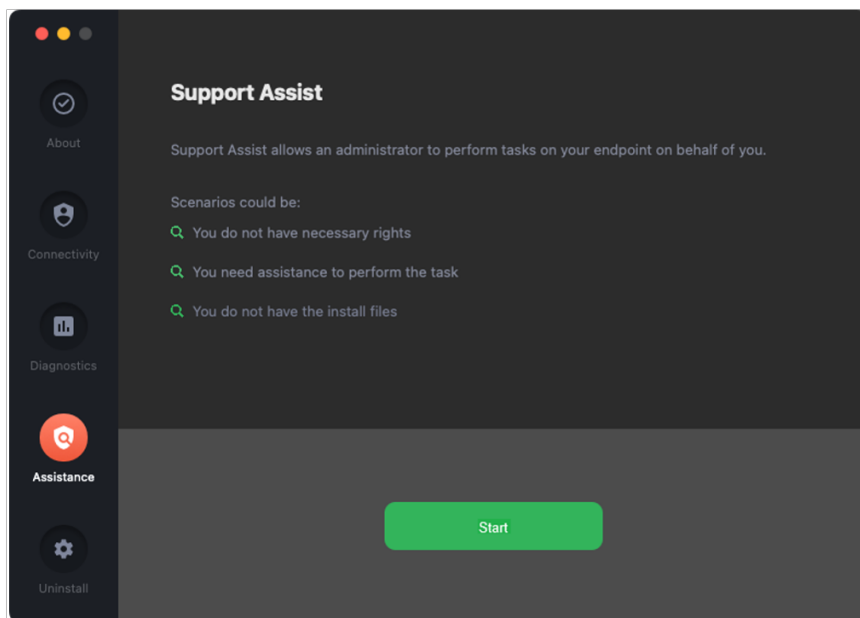 Support Assist
About
Support Assist allows an administrator to perform tasks on your endpoint on behalf of you.
Scenarios could be:
You do not have necessary rights
Connectivity
You need assistance to perform the task
You do not have the install files
Diagnostics
Assistance
Start
Uninstall